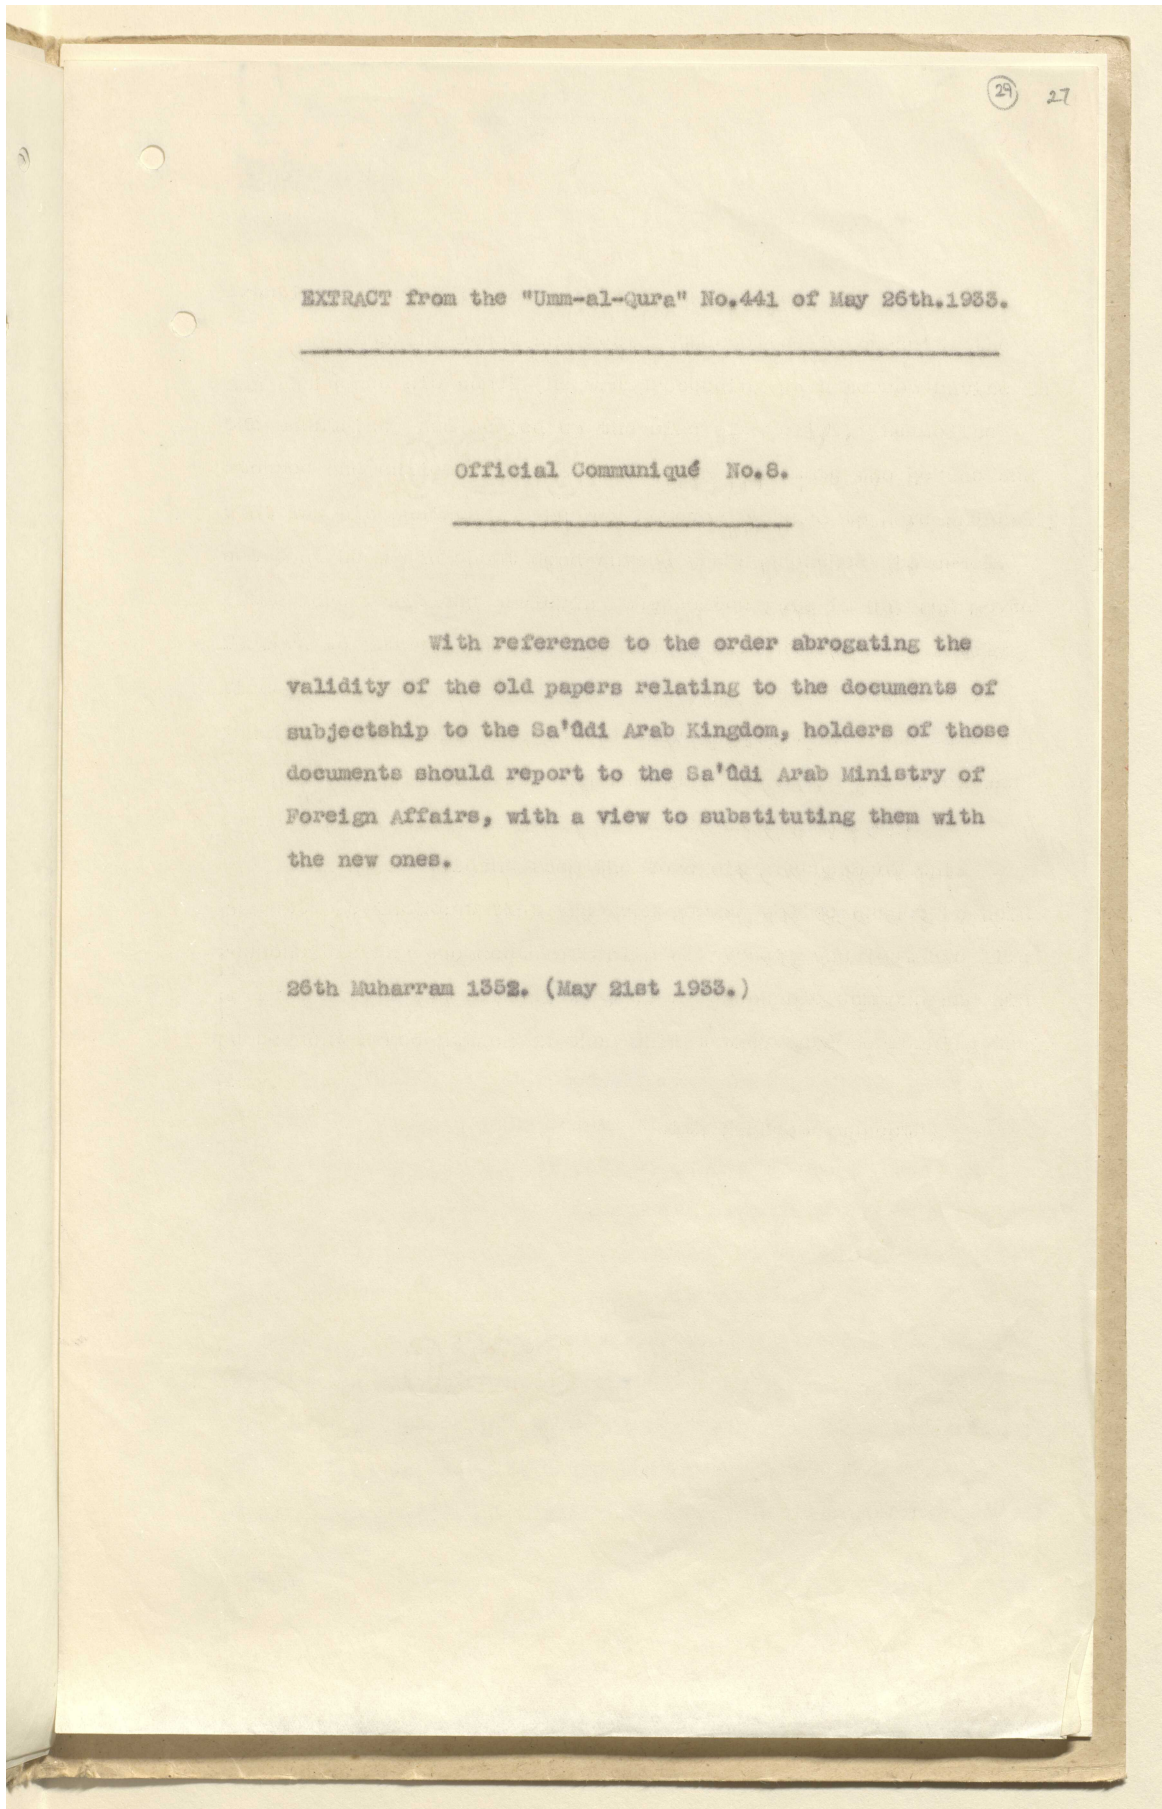 29 27
EXTRACT from the "Umm-al-Qura" No.441 of May 26th.1933.
Official Communiqué No.8.
With reference to the order abrogating the
validity of the old papers relating to the documents of
subjectship to the Sa'ûdi Arab Kingdom, holders of those
documents should report to the Sa'ûdi Arab Ministry of
Foreign Affairs, with a view to substituting them with
the new ones.
26th Muharram 1352. (May 21st 1933.)